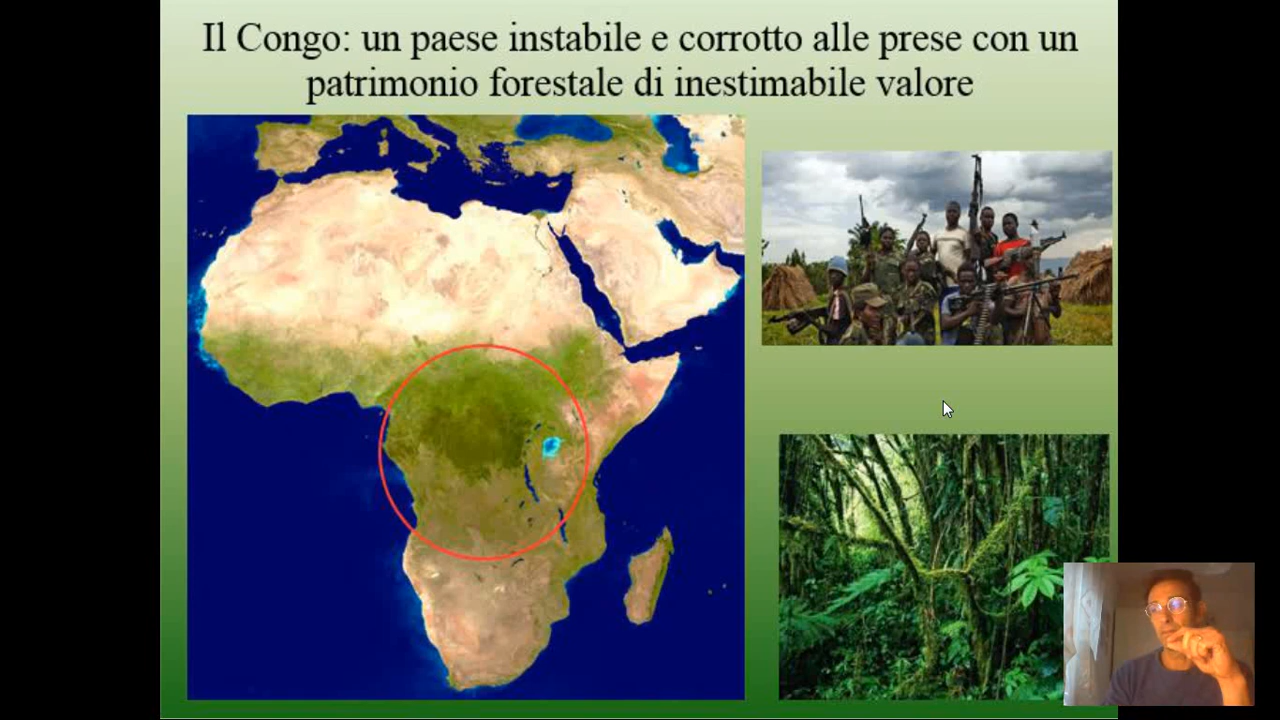 Il Congo: un paese instabile e corrotto alle prese con un
patrimonio forestale di inestimabile valore